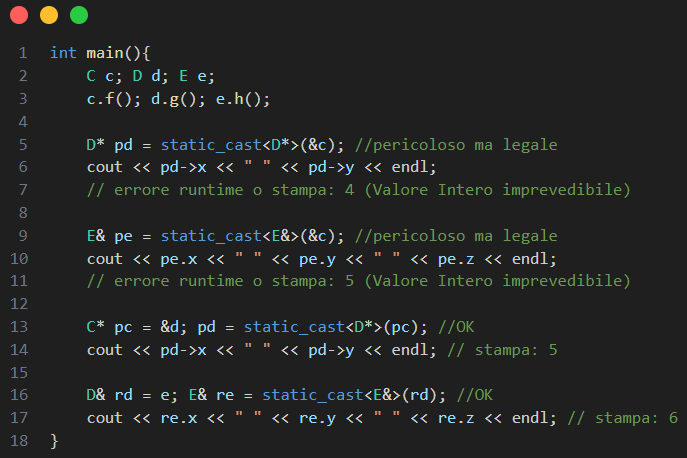 1 int main(){
2 C c; D d; E e;
3 c.f(); d.g(); e.h();
4
5 D* pd = static_cast<D*>(&c); //pericoloso ma legale
6 cout << pd->x << " " << pd->y << endl;
7 // errore runtime o stampa: 4 (Valore Intero imprevedibile)
8
9 E& pe = static_cast<E&>(&c); //pericoloso ma legale
10 cout << pe.x << " " << pe.y << " " << pe.z << endl;
11 // errore runtime o stampa: 5 (Valore Intero imprevedibile)
12
13 C* pc = &d; pd = static_cast<D*>(pc); //OK
14 cout << pd->x << " " << pd->y << endl; // stampa: 5
15
16 D& rd = e; E& re = static_cast<E&>(rd); //OK
17 cout << re.x << " " << re.y << " " << re.z << endl; // stampa: 6
18 }